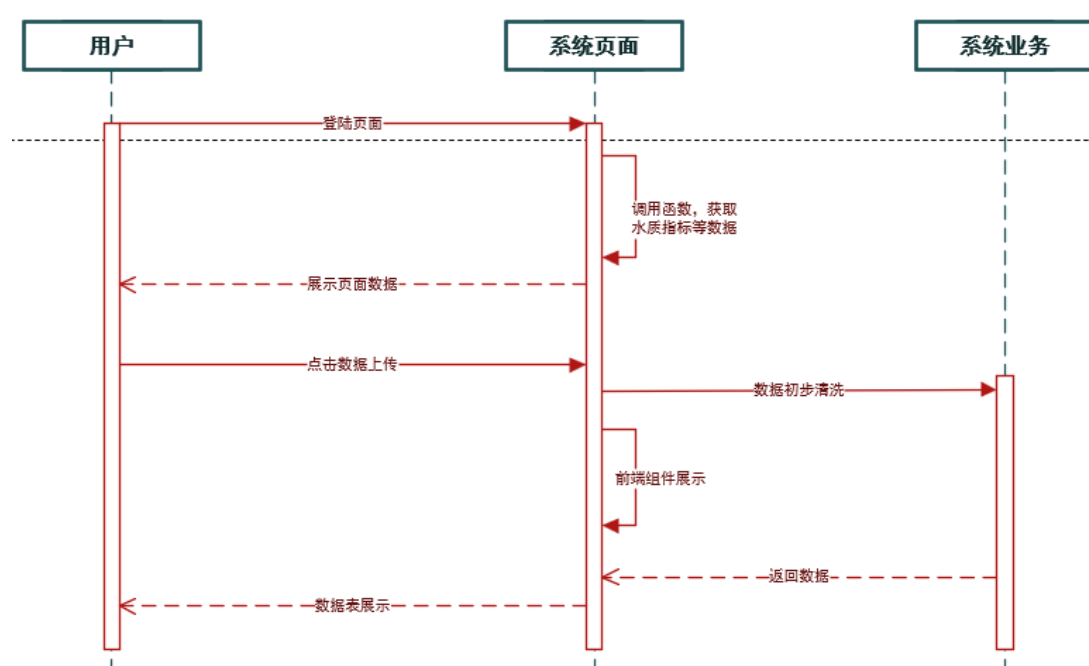 用户
系统页面
系统业务
登陆页面
调用函数，获取
水质指标等数据
展示页面数据
点击数据上传
数据初步清洗
前端组件展示
返回数据
数据表展示